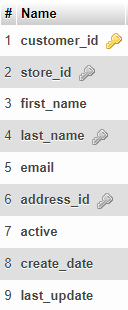 # Name
1 customer_id
2 store_id
3 first_name
4 last_name
5 email
6 address_id
7 active
8 create_date
9 last_update